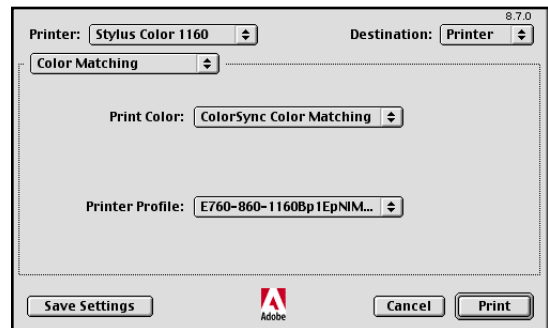 8.7.0
Printer: Stylus Color 1160 Destination: Printer
Color Matching
Print Color: ColorSync Color Matching
Printer Profile: E760-860-1160Bp1EpNIM...
Save Settings Adobe Cancel Print